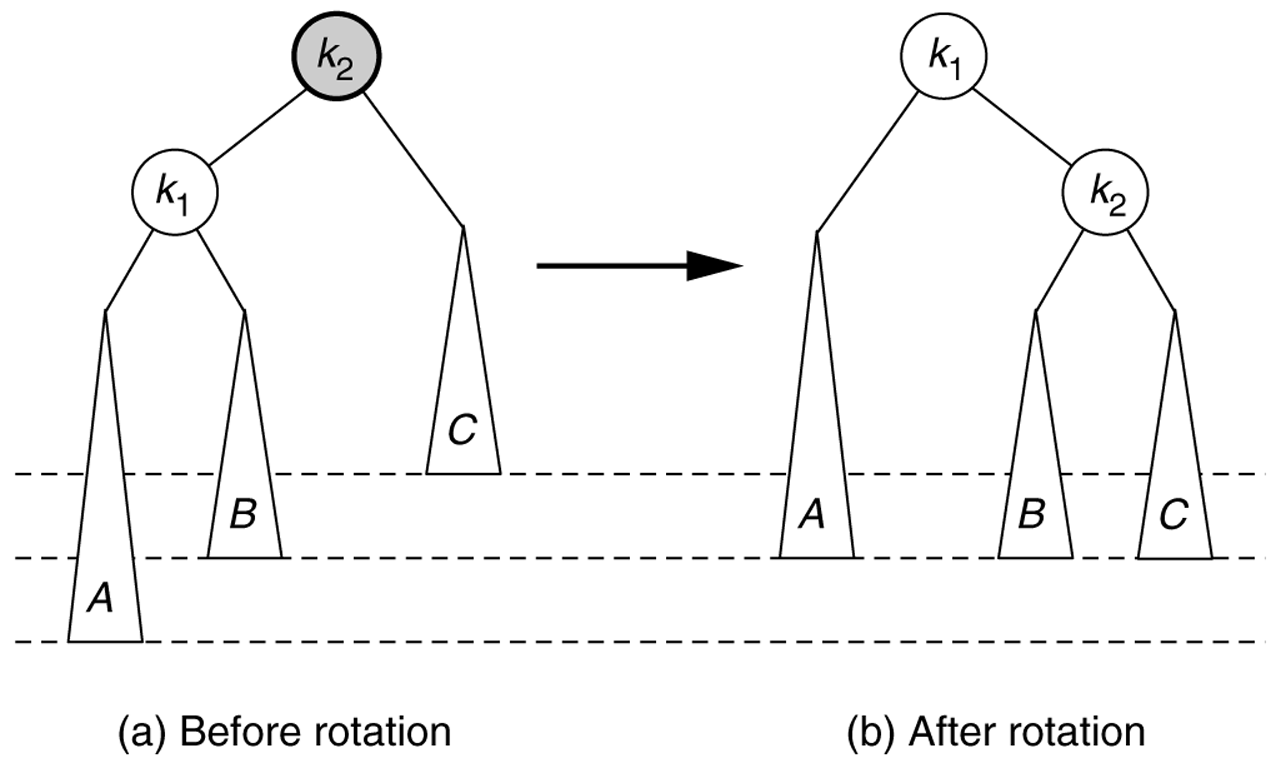 k₂
k₁
k₁
k₂
A
B
C
A
B
C
(a) Before rotation
(b) After rotation